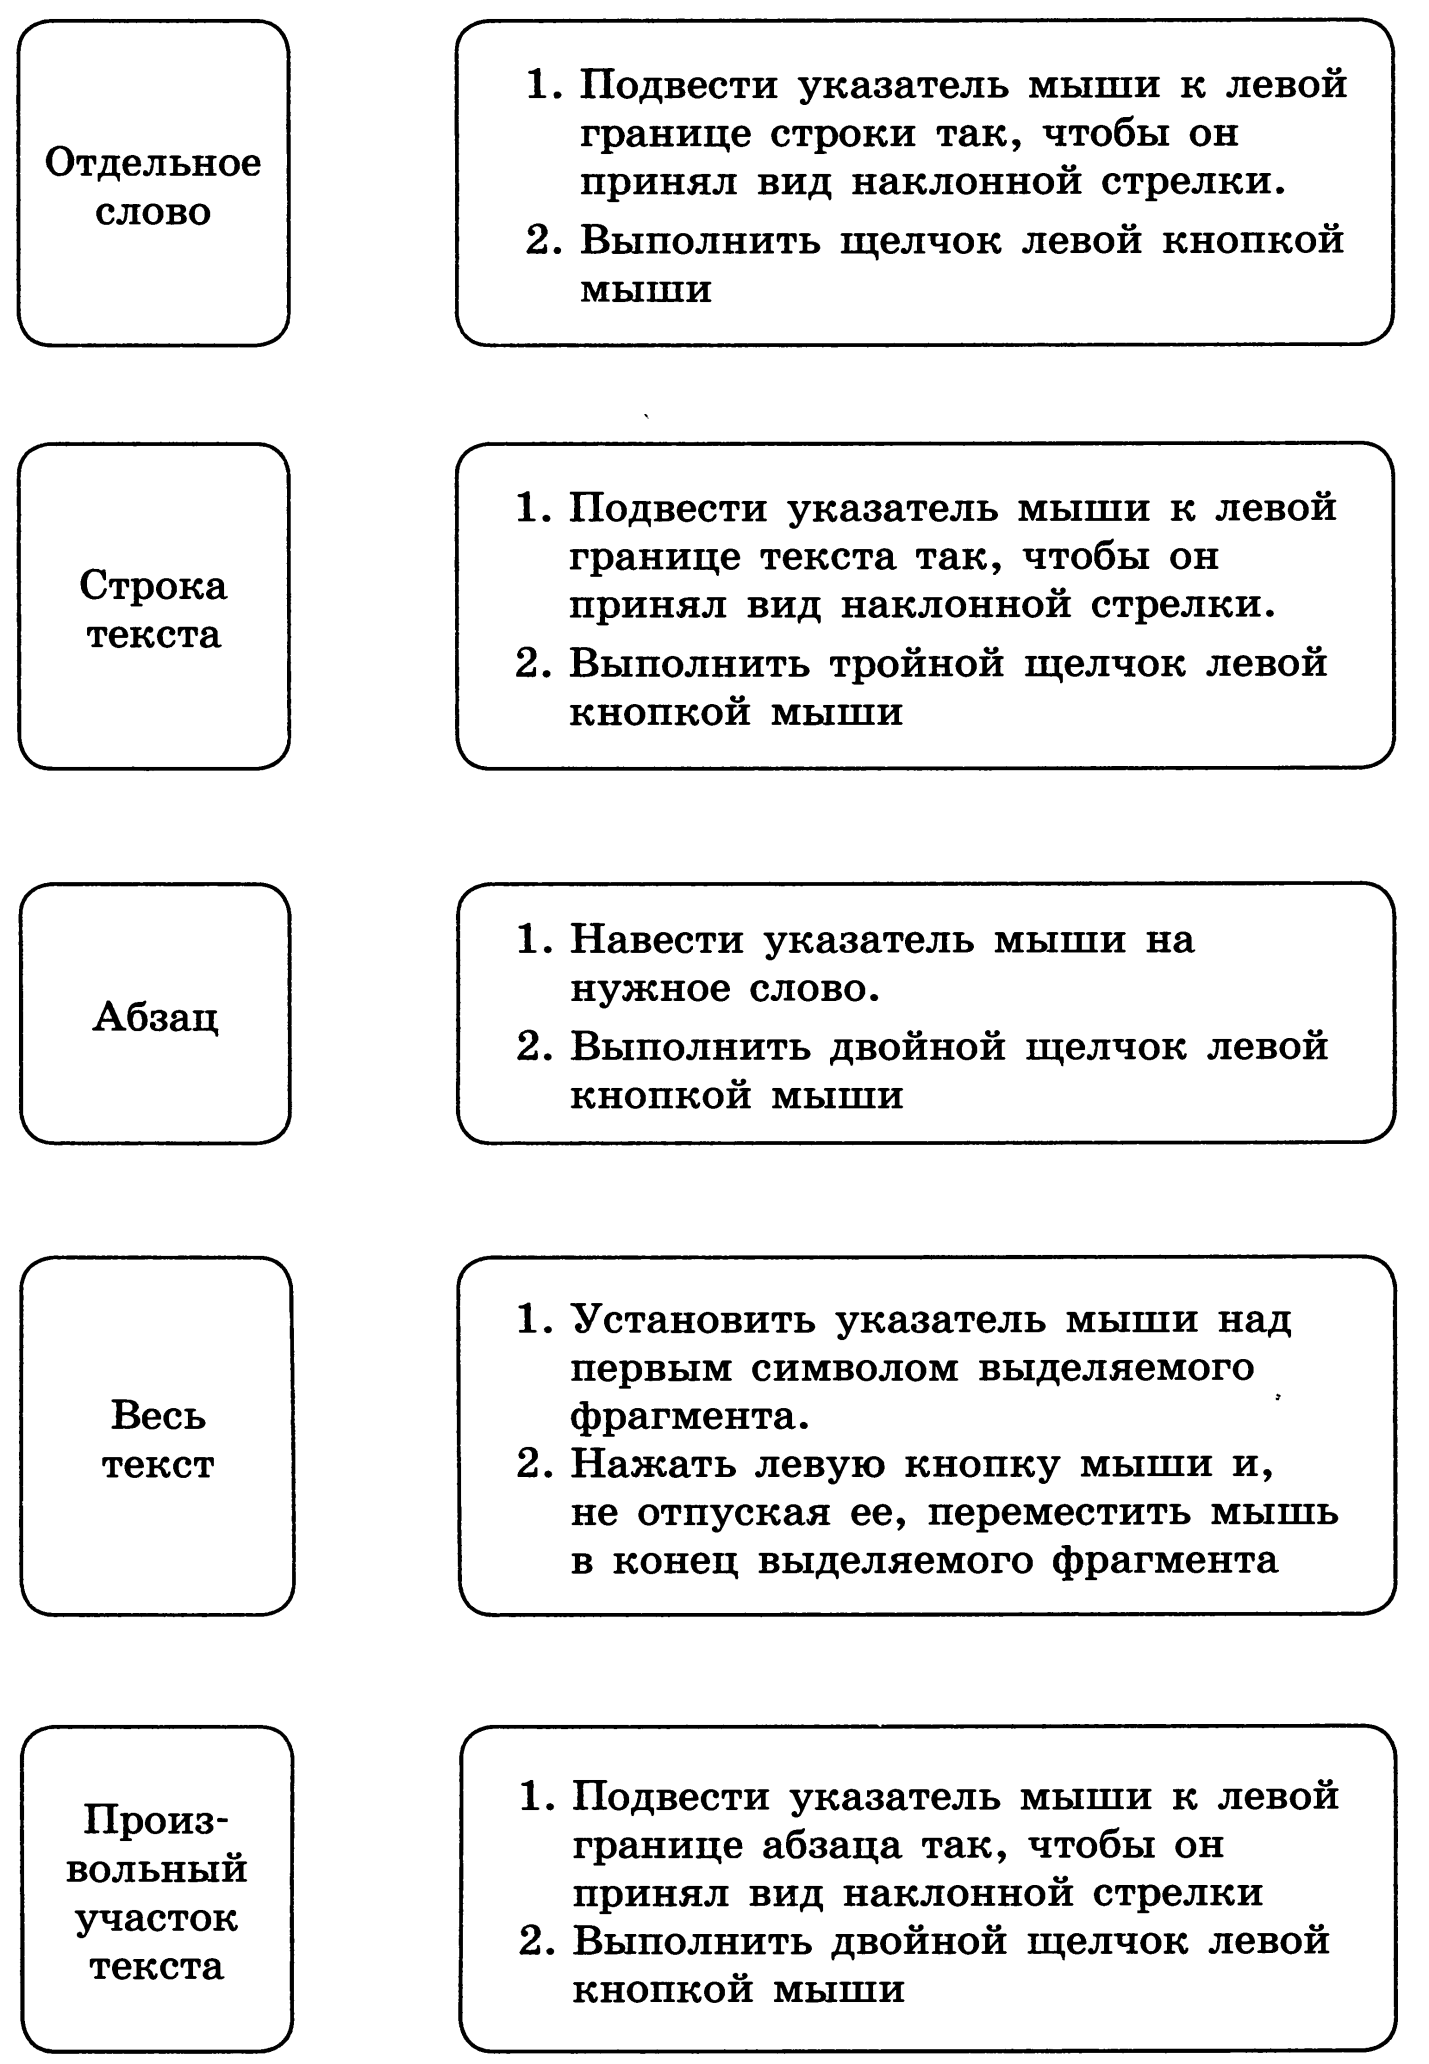 Отдельное
слово
1. Подвести указатель мыши к левой
границе строки так, чтобы он
принял вид наклонной стрелки.
2. Выполнить щелчок левой кнопкой
мыши
Строка
текста
1. Подвести указатель мыши к левой
границе текста так, чтобы он
принял вид наклонной стрелки.
2. Выполнить тройной щелчок левой
кнопкой мыши
Абзац
1. Навести указатель мыши на
нужное слово.
2. Выполнить двойной щелчок левой
кнопкой мыши
Весь
текст
1. Установить указатель мыши над
первым символом выделяемого
фрагмента.
2. Нажать левую кнопку мыши и,
не отпуская ее, переместить мышь
в конец выделяемого фрагмента
Произ-
вольный
участок
текста
1. Подвести указатель мыши к левой
границе абзаца так, чтобы он
принял вид наклонной стрелки
2. Выполнить двойной щелчок левой
кнопкой мыши